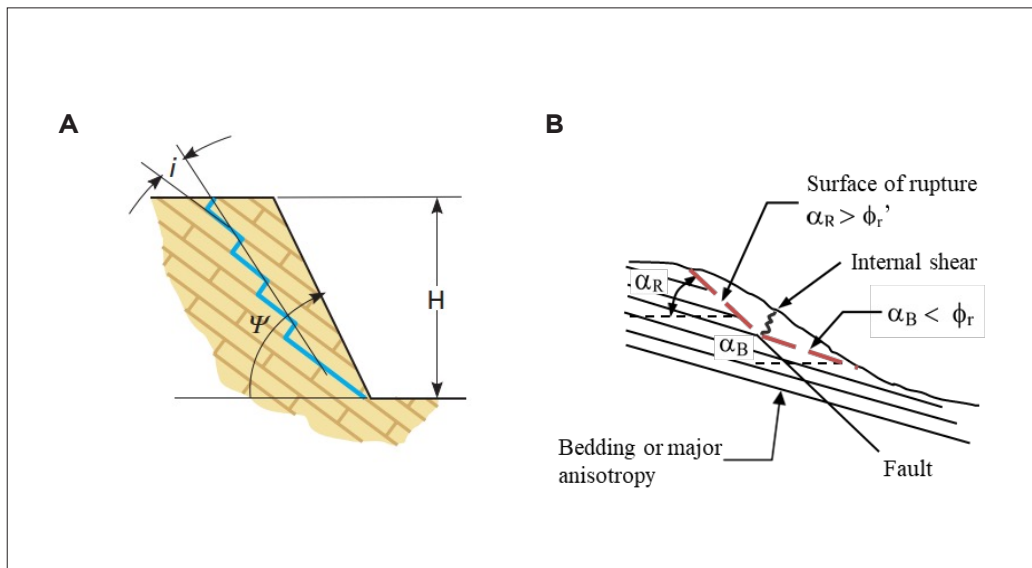 A
i
Ψ
H
B
Surface of rupture
αR > ϕr’
Internal shear
αR
αB < ϕr
αB
Bedding or major
anisotropy
Fault